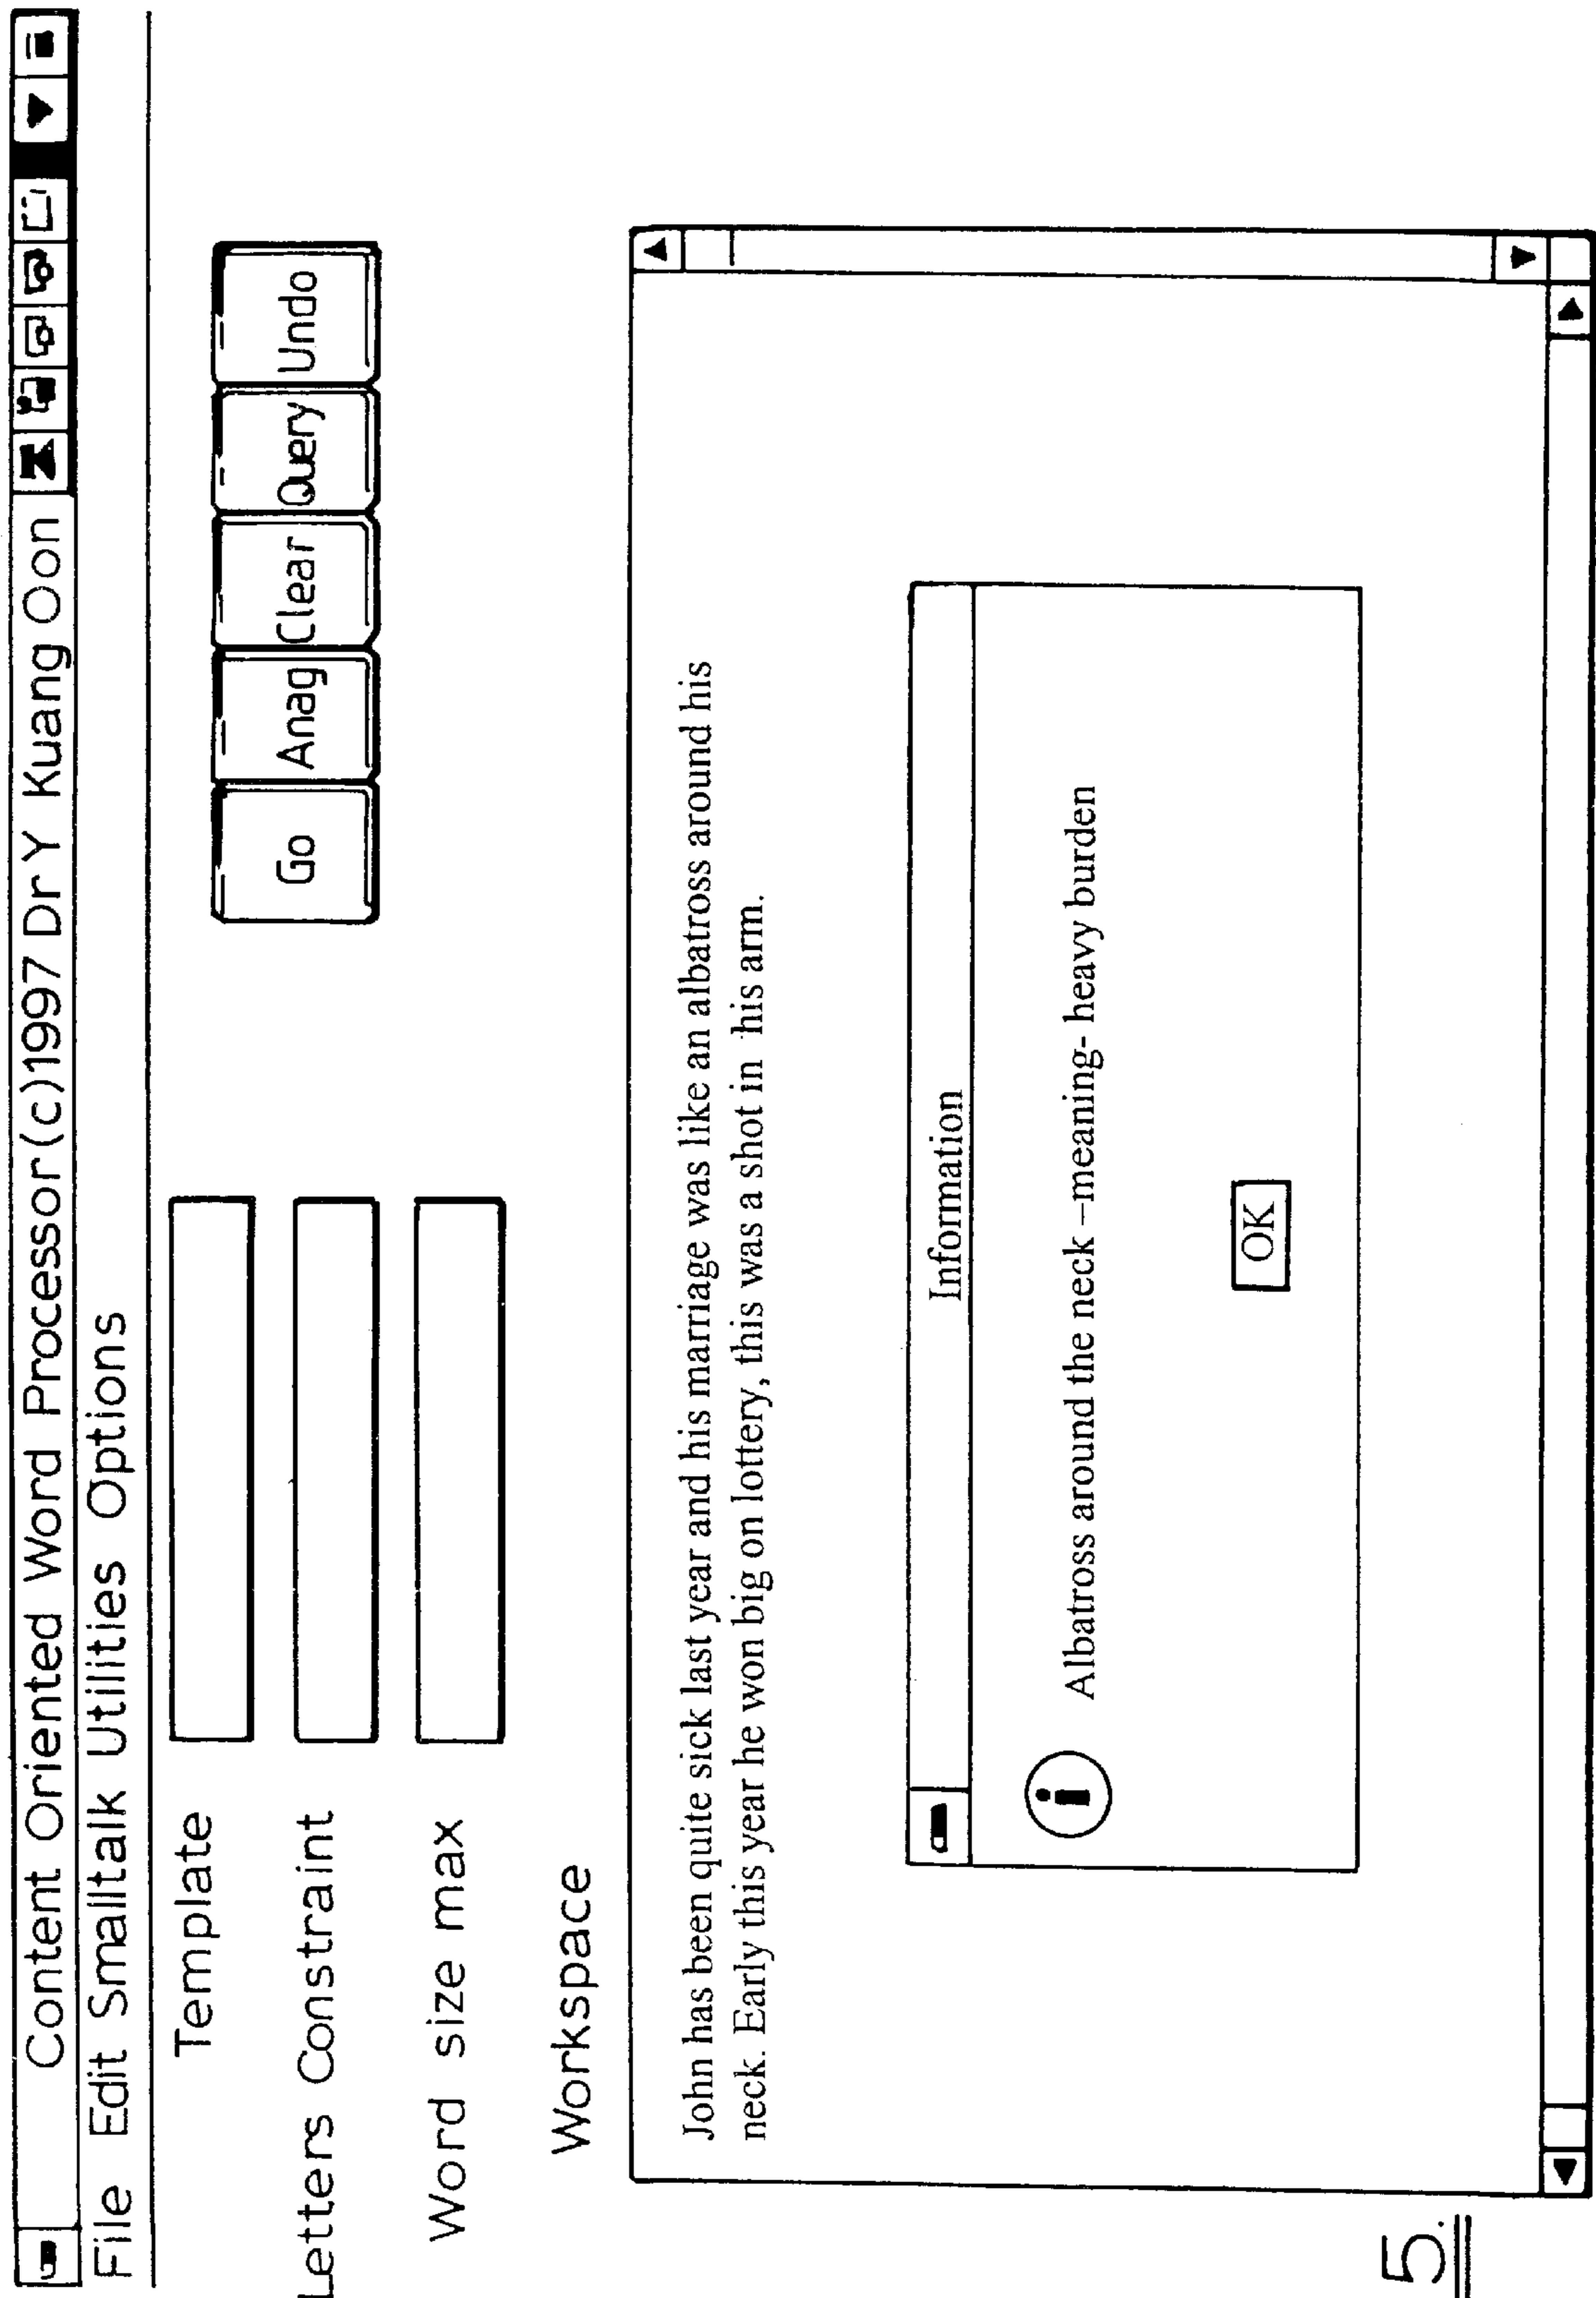 Content Oriented Word Processor(c)1997 Dr Y Kuang Oon
File Edit Smalltalk Utilities Options
Template
Letters Constraint
Word size max
Go Anag Clear Query Undo
Workspace
John has been quite sick last year and his marriage was like an albatross around his
neck. Early this year he won big on lottery, this was a shot in his arm.
Information
i
Albatross around the neck –meaning- heavy burden
OK
5.